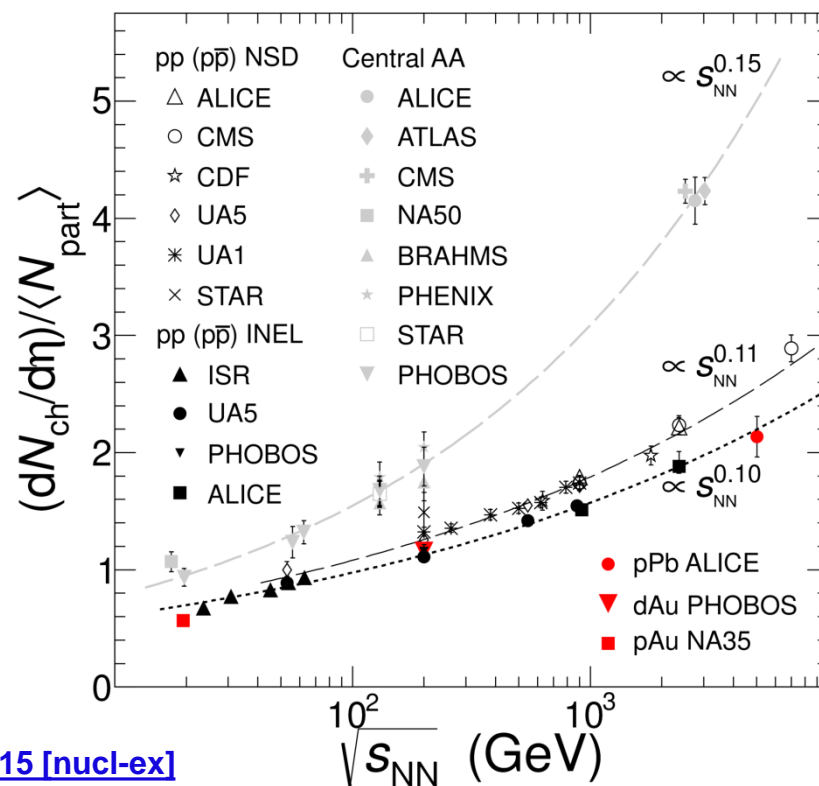 pp (pp̅) NSD
ALICE
CMS
CDF
UA5
UA1
STAR
pp (pp̅) INEL
ISR
UA5
PHOBOS
ALICE
Central AA
ALICE
ATLAS
CMS
NA50
BRAHMS
PHENIX
STAR
PHOBOS
∝ s_NN^0.15
∝ s_NN^0.11
∝ s_NN^0.10
pPb ALICE
dAu PHOBOS
pAu NA35
(dN_ch/dη)/⟨N_part⟩
5
4
3
2
1
0
10^2
10^3
√s_NN (GeV)
15 [nucl-ex]